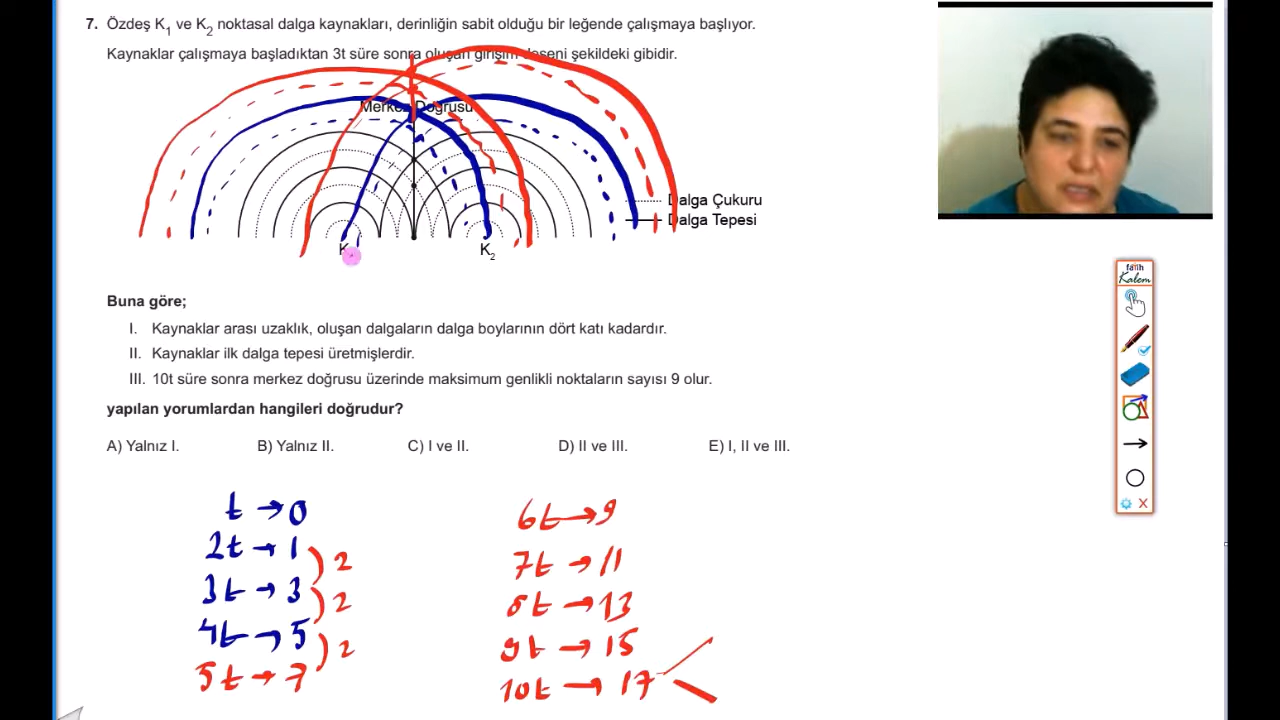 7. Özdeş K1 ve K2 noktasal dalga kaynakları, derinliğin sabit olduğu bir leğende çalışmaya başlıyor.
Kaynaklar çalışmaya başladıktan 3t süre sonra oluşan girişim deseni şekildeki gibidir.
Merkez Doğrusu
Dalga Çukuru
Dalga Tepesi
K
K2
Buna göre;
I. Kaynaklar arası uzaklık, oluşan dalgaların dalga boylarının dört katı kadardır.
II. Kaynaklar ilk dalga tepesi üretmişlerdir.
III. 10t süre sonra merkez doğrusu üzerinde maksimum genlikli noktaların sayısı 9 olur.
yapılan yorumlardan hangileri doğrudur?
A) Yalnız I. B) Yalnız II. C) I ve II. D) II ve III. E) I, II ve III.
t → 0
2t → 1
2
3t → 3
2
4t → 5
2
5t → 7
6t → 9
7t → 11
8t → 13
9t → 15
10t → 17
fatih
Kalem